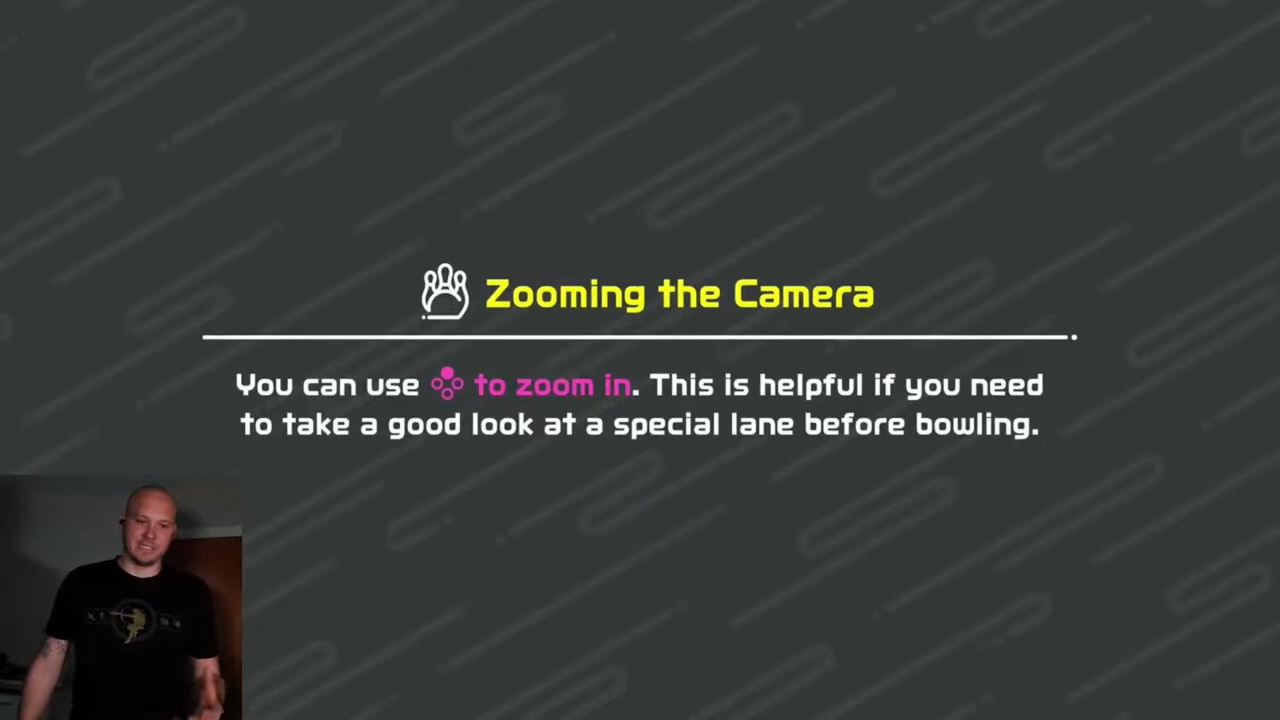 Zooming the Camera
You can use to zoom in. This is helpful if you need
to take a good look at a special lane before bowling.